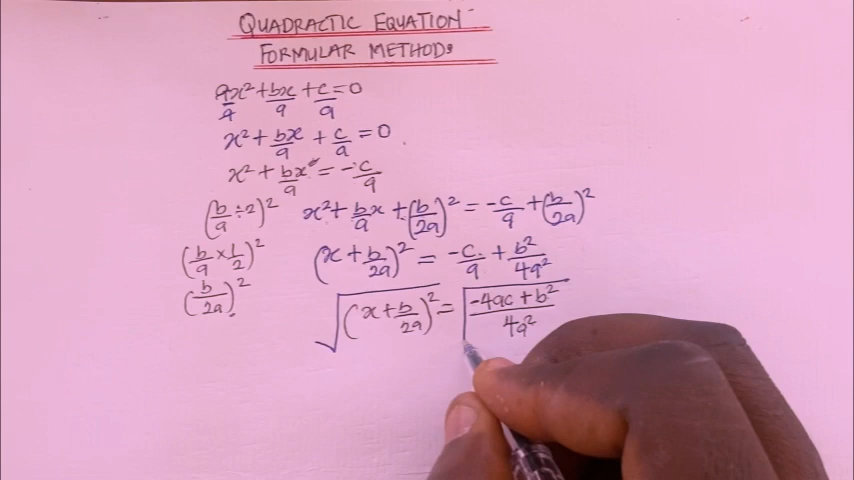 QUADRACTIC EQUATION
FORMULAR METHOD:
ax²/a + bx/a + c/a = 0
x² + bx/a + c/a = 0
x² + bx/a = -c/a
(b/a ÷ 2)² x² + b/a x + (b/2a)² = -c/a + (b/2a)²
(b/a × 1/2)² (x + b/2a)² = -c/a + b²/4a²
(b/2a)² √(x + b/2a)² = √(-4ac + b²)/4a²